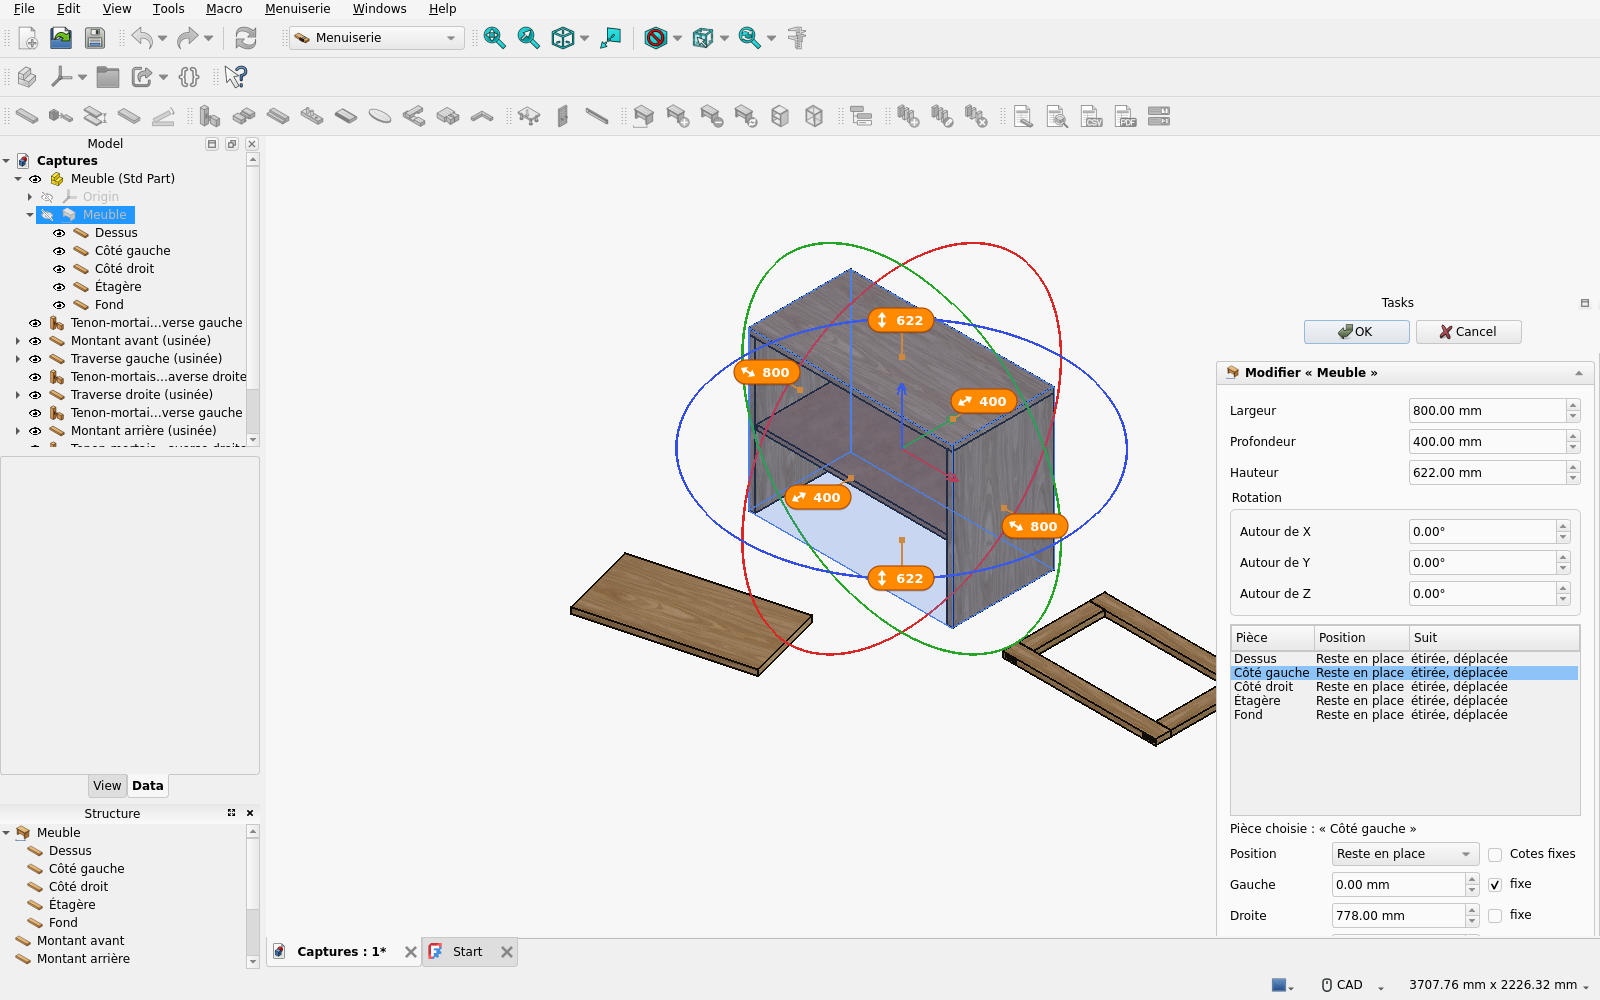 File Edit View Tools Macro Menuiserie Windows Help
Menuiserie
CSV PDF
Model
Captures
Meuble (Std Part)
Origin
Meuble
Dessus
Côté gauche
Côté droit
Étagère
Fond
Tenon-mortai...verse gauche
Montant avant (usinée)
Traverse gauche (usinée)
Tenon-mortais...averse droite
Traverse droite (usinée)
Tenon-mortai...verse gauche
Montant arrière (usinée)
View Data
Structure
Meuble
Dessus
Côté gauche
Côté droit
Étagère
Fond
Montant avant
Montant arrière
622
800
400
400
800
622
Tasks
OK Cancel
Modifier « Meuble »
Largeur 800.00 mm
Profondeur 400.00 mm
Hauteur 622.00 mm
Rotation
Autour de X 0.00°
Autour de Y 0.00°
Autour de Z 0.00°
Pièce Position Suit
Dessus Reste en place étirée, déplacée
Côté gauche Reste en place étirée, déplacée
Côté droit Reste en place étirée, déplacée
Étagère Reste en place étirée, déplacée
Fond Reste en place étirée, déplacée
Pièce choisie : « Côté gauche »
Position Reste en place Cotes fixes
Gauche 0.00 mm fixe
Droite 778.00 mm fixe
Captures : 1* Start
CAD 3707.76 mm x 2226.32 mm